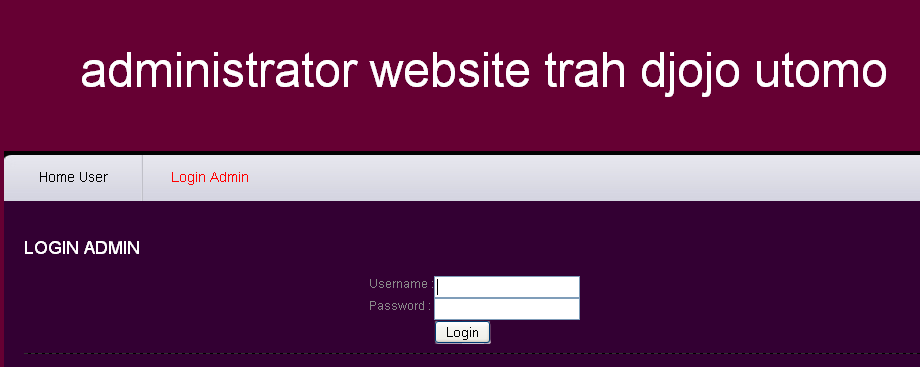 administrator website trah djojo utomo
Home User Login Admin
LOGIN ADMIN
Username :
Password :
Login